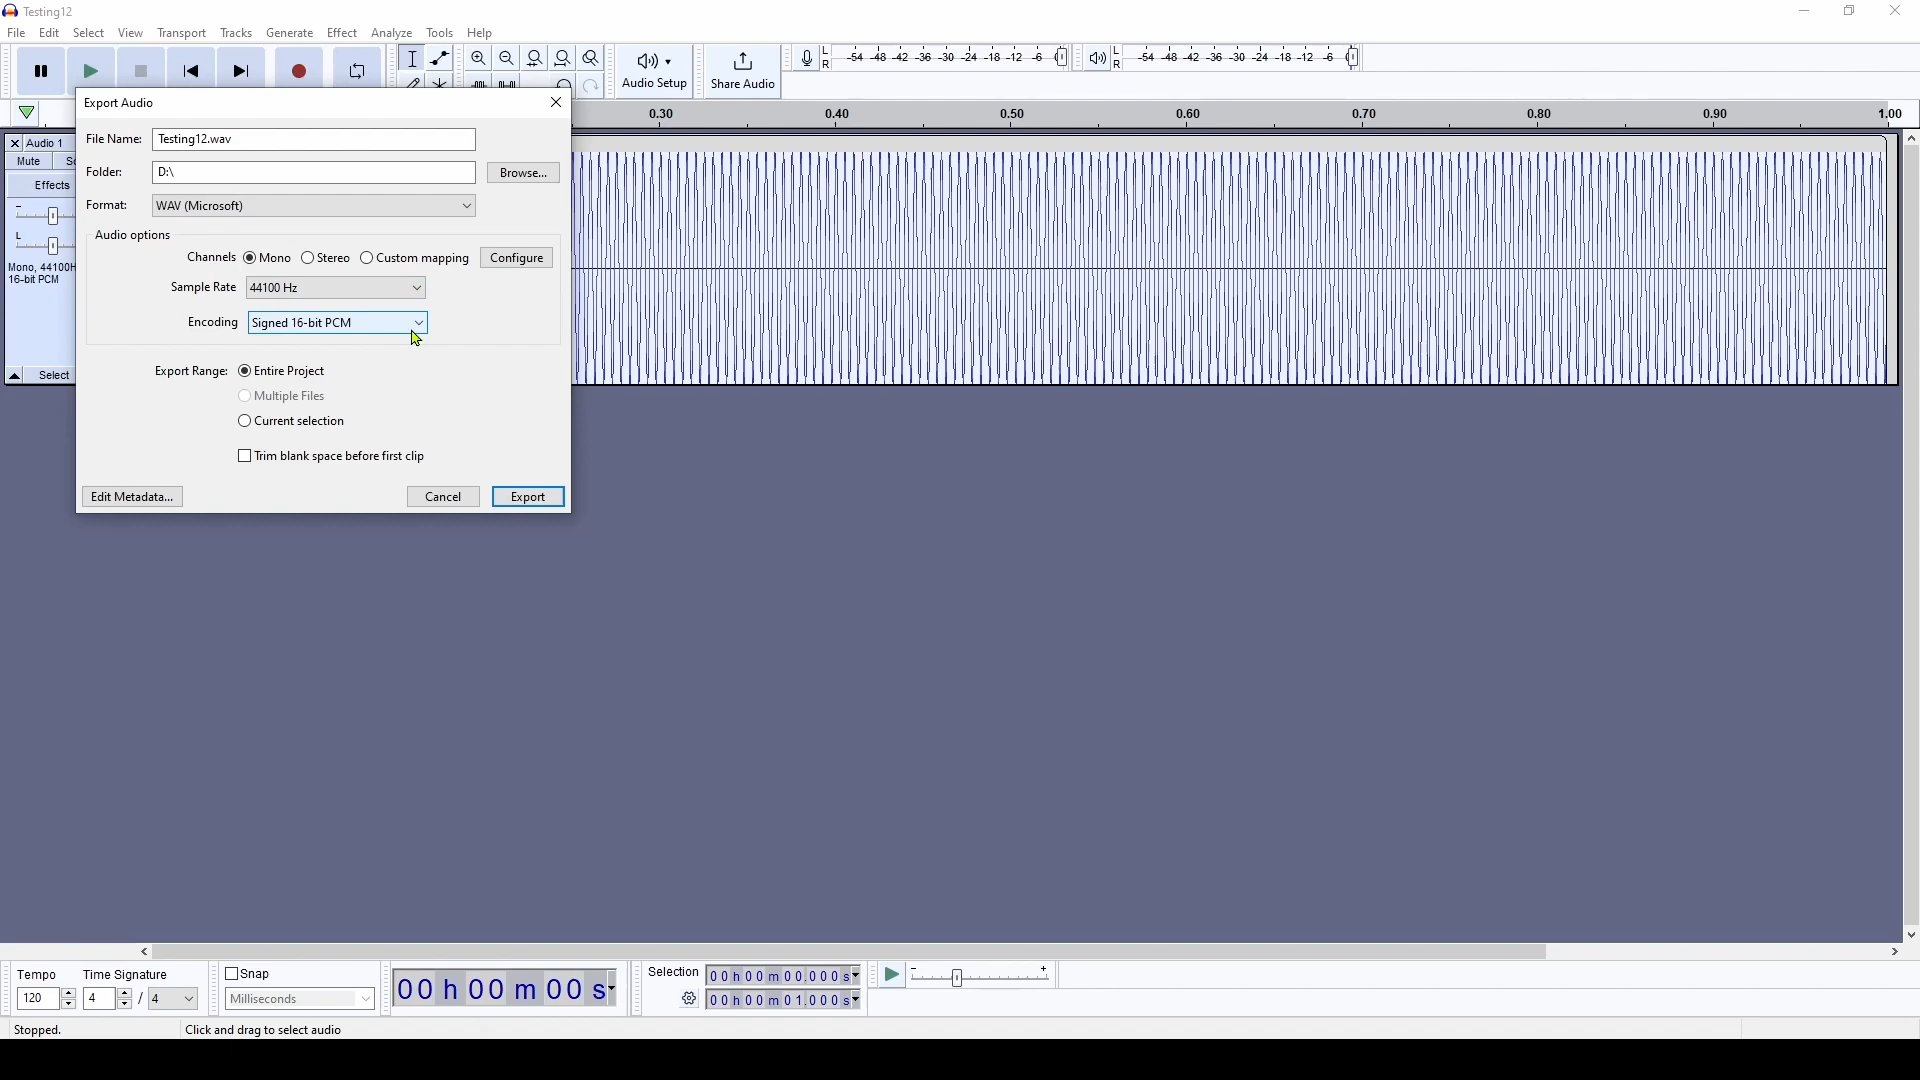 Testing12
File Edit Select View Transport Tracks Generate Effect Analyze Tools Help
Audio Setup
Share Audio
L
R
-54 -48 -42 -36 -30 -24 -18 -12 -6
L
R
-54 -48 -42 -36 -30 -24 -18 -12 -6
0.30 0.40 0.50 0.60 0.70 0.80 0.90 1.00
Audio 1
Mute
Effects
L
Mono, 44100H
16-bit PCM
Select
Export Audio
File Name: Testing12.wav
Folder: D:\ Browse...
Format: WAV (Microsoft)
Audio options
Channels Mono Stereo Custom mapping Configure
Sample Rate 44100 Hz
Encoding Signed 16-bit PCM
Export Range: Entire Project
Multiple Files
Current selection
Trim blank space before first clip
Edit Metadata... Cancel Export
Tempo Time Signature
120 4 / 4
Snap
Milliseconds
00 h 00 m 00 s
Selection 00 h 00 m 00.000 s
00 h 00 m 01.000 s
Stopped. Click and drag to select audio